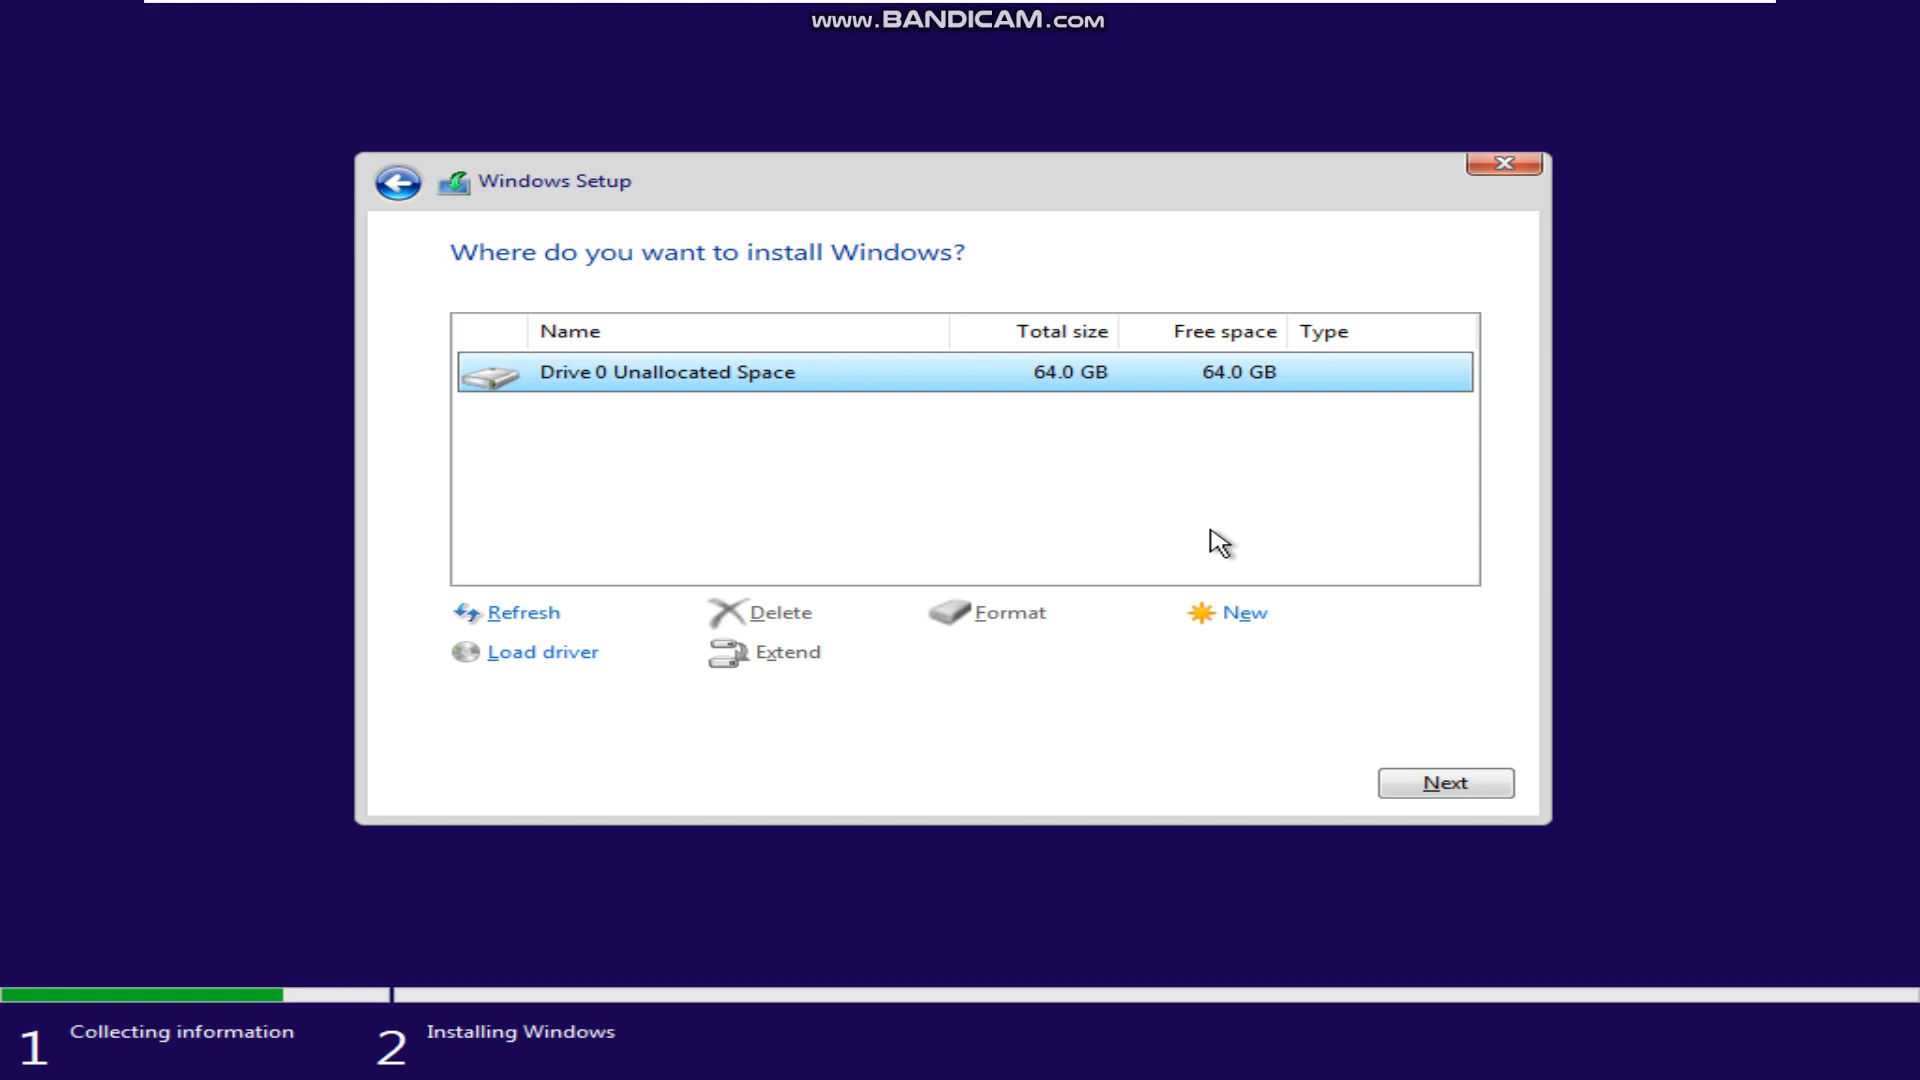 www.BANDICAM.com
Windows Setup
Where do you want to install Windows?
Name Total size Free space Type
Drive 0 Unallocated Space 64.0 GB 64.0 GB
Refresh Delete Format New
Load driver Extend
Next
1 Collecting information 2 Installing Windows